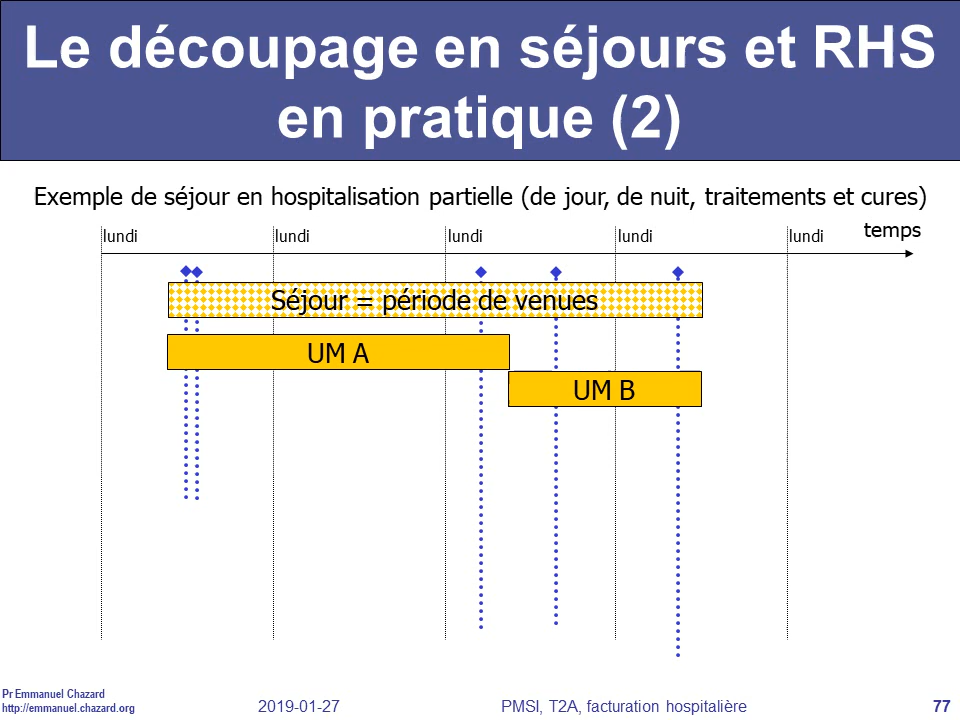 Le découpage en séjours et RHS
en pratique (2)
Exemple de séjour en hospitalisation partielle (de jour, de nuit, traitements et cures)
lundi lundi lundi lundi lundi temps
Séjour = période de venues
UM A
UM B
Pr Emmanuel Chazard
http://emmanuel.chazard.org 2019-01-27 PMSI, T2A, facturation hospitalière 77